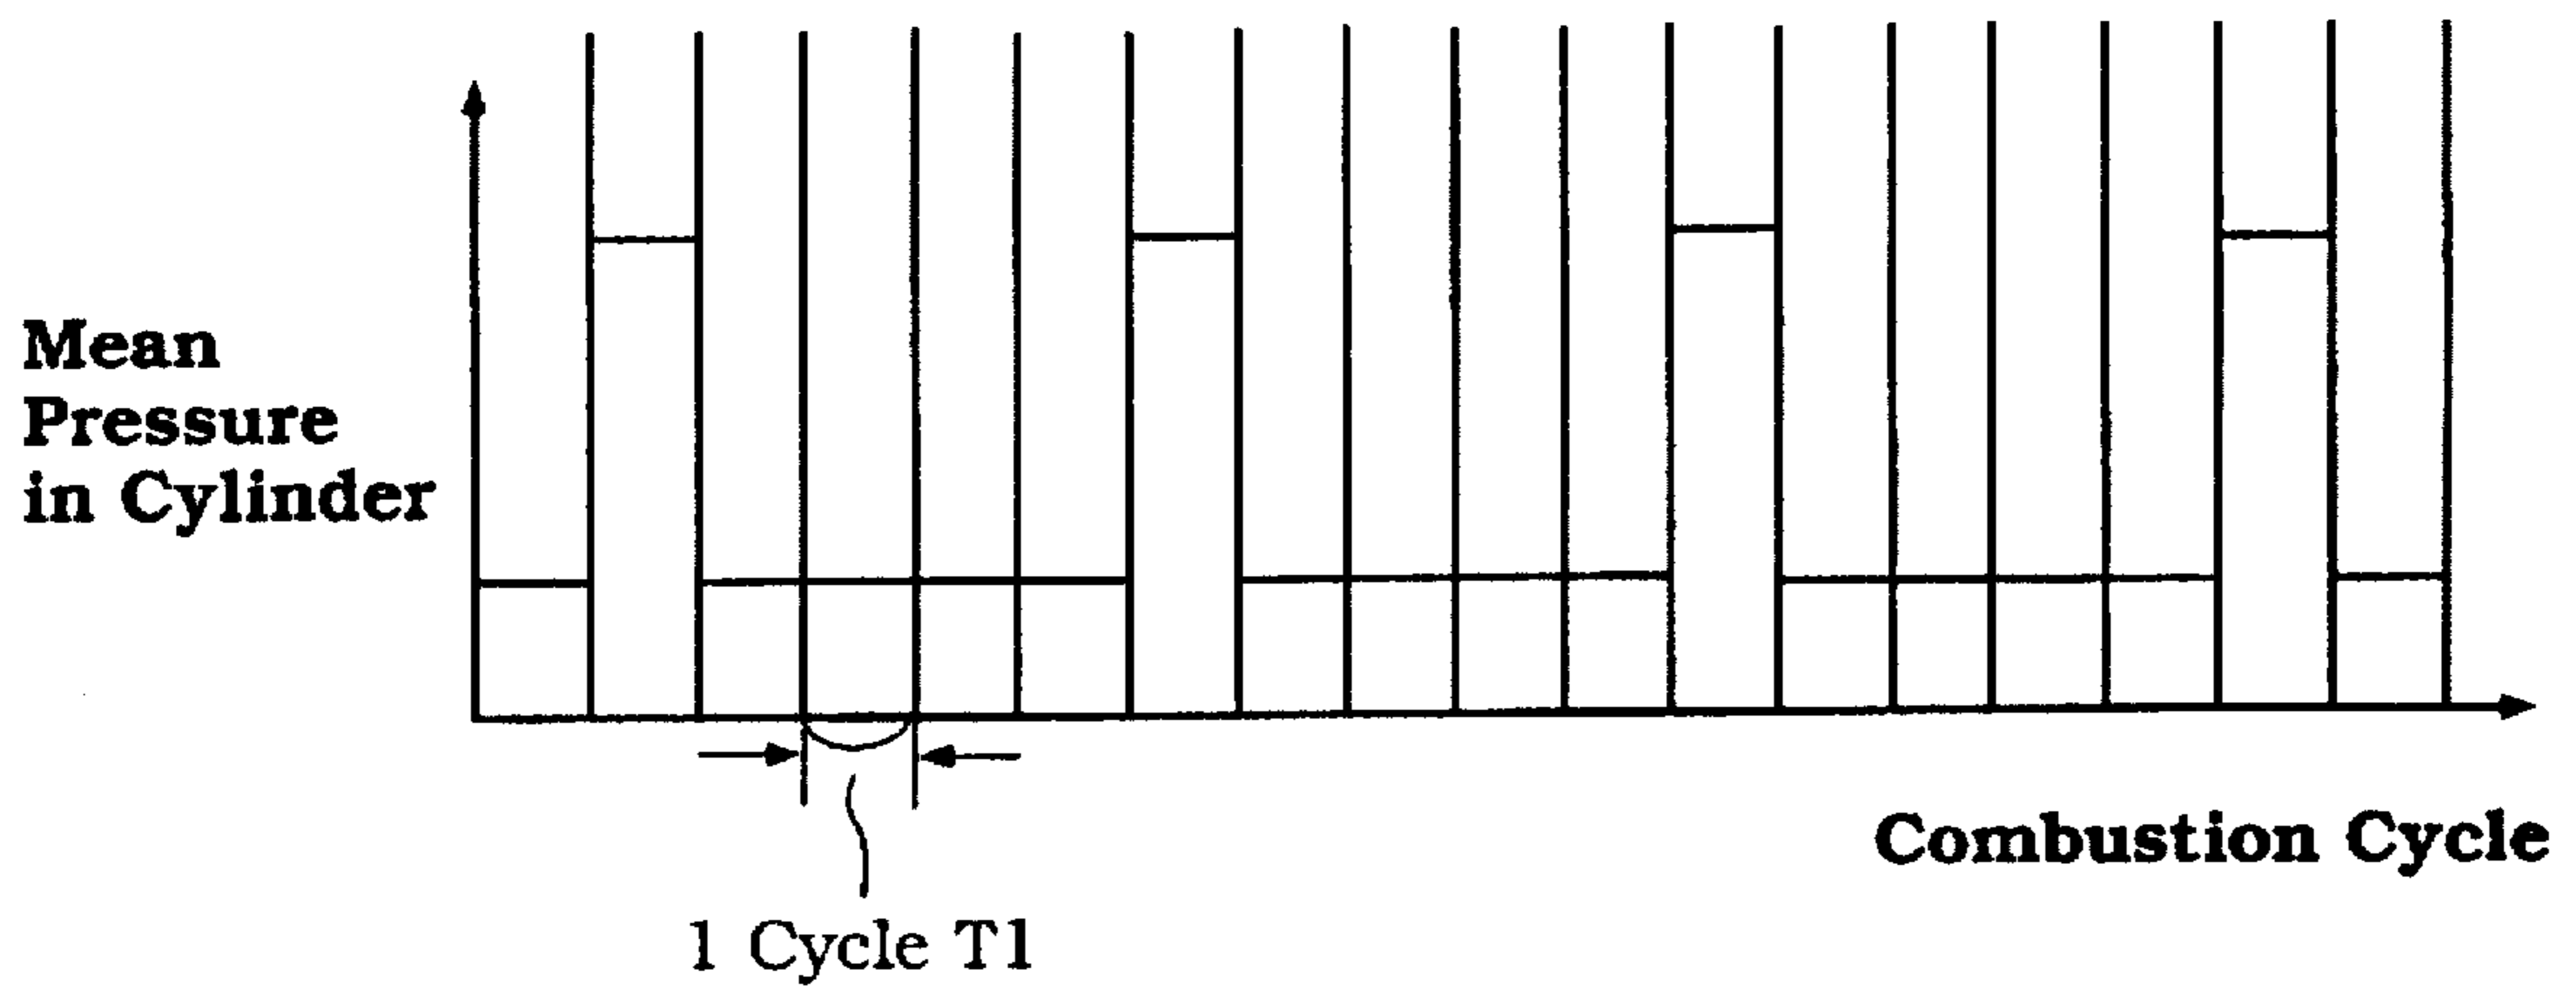 Mean
Pressure
in Cylinder
Combustion Cycle
1 Cycle T1